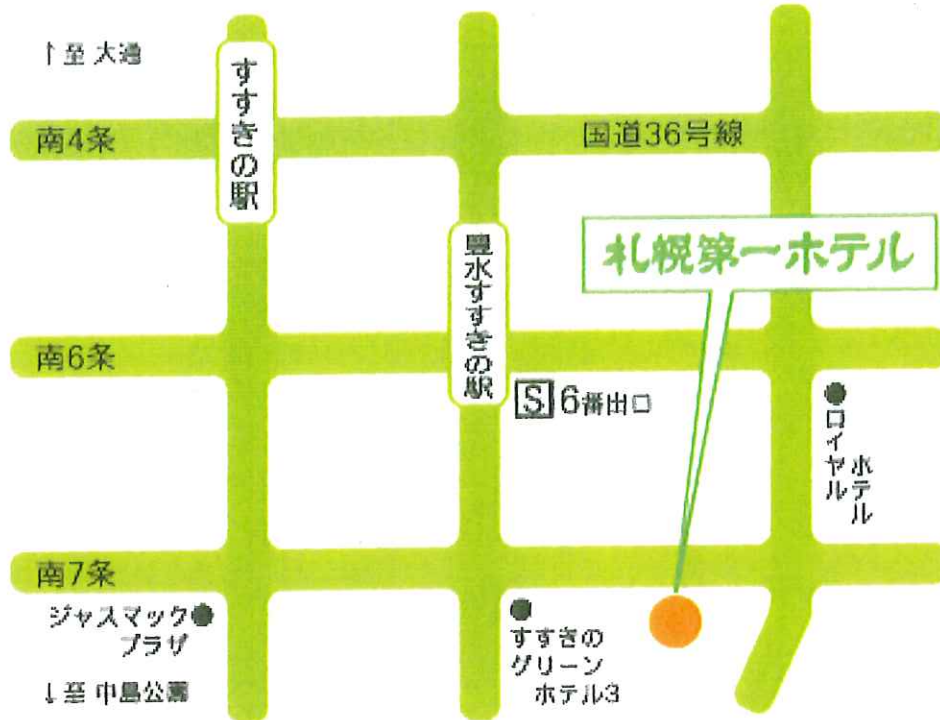 ↑至 大通
すすきの駅
南4条
国道36号線
豊水すすきの駅
札幌第一ホテル
南6条
S 6番出口
ロイヤル
ホテル
南7条
ジャスマック
プラザ
すすきの
グリーン
ホテル3
↓至 中島公園